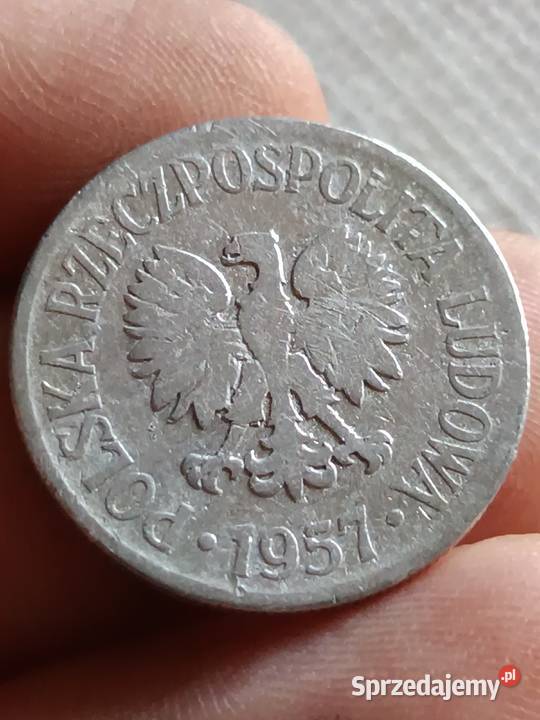 POLSKA RZECZPOSPOLITA LUDOWA
· 1957 ·
Sprzedajemy.pl